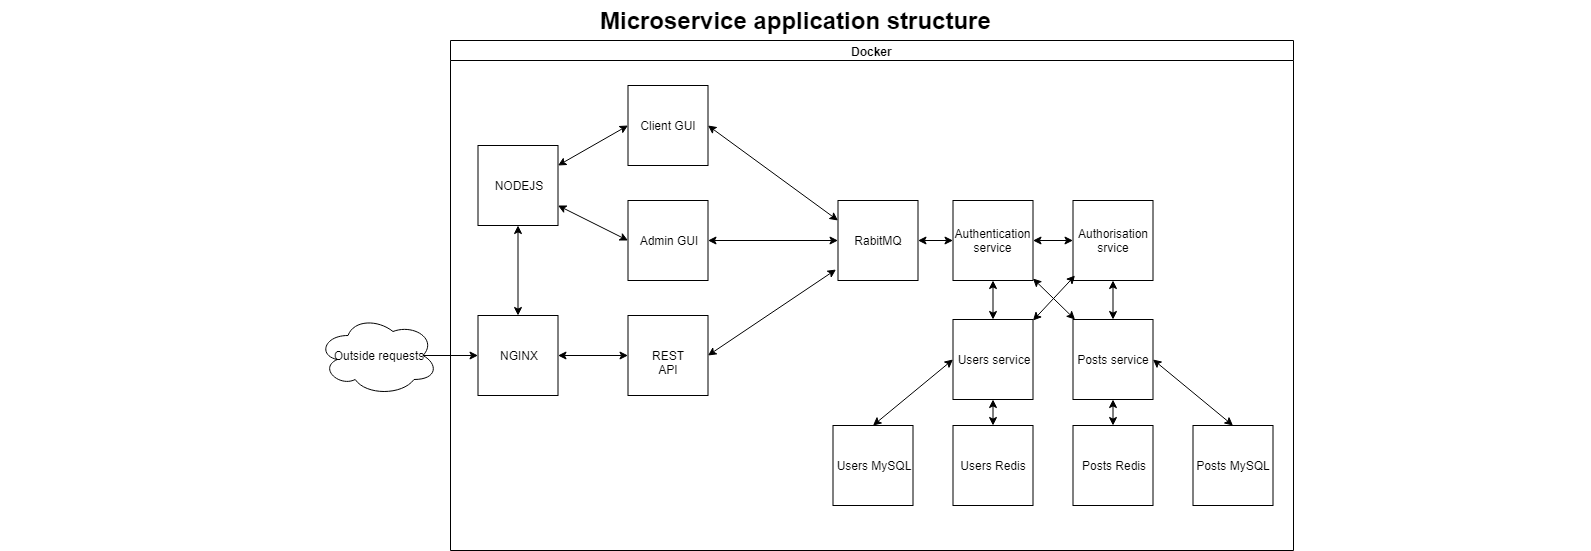 Microservice application structure
Docker
Client GUI
NODEJS
Admin GUI
RabitMQ
Authentication
service
Authorisation
srvice
Outside requests
NGINX
REST
API
Users service
Posts service
Users MySQL
Users Redis
Posts Redis
Posts MySQL